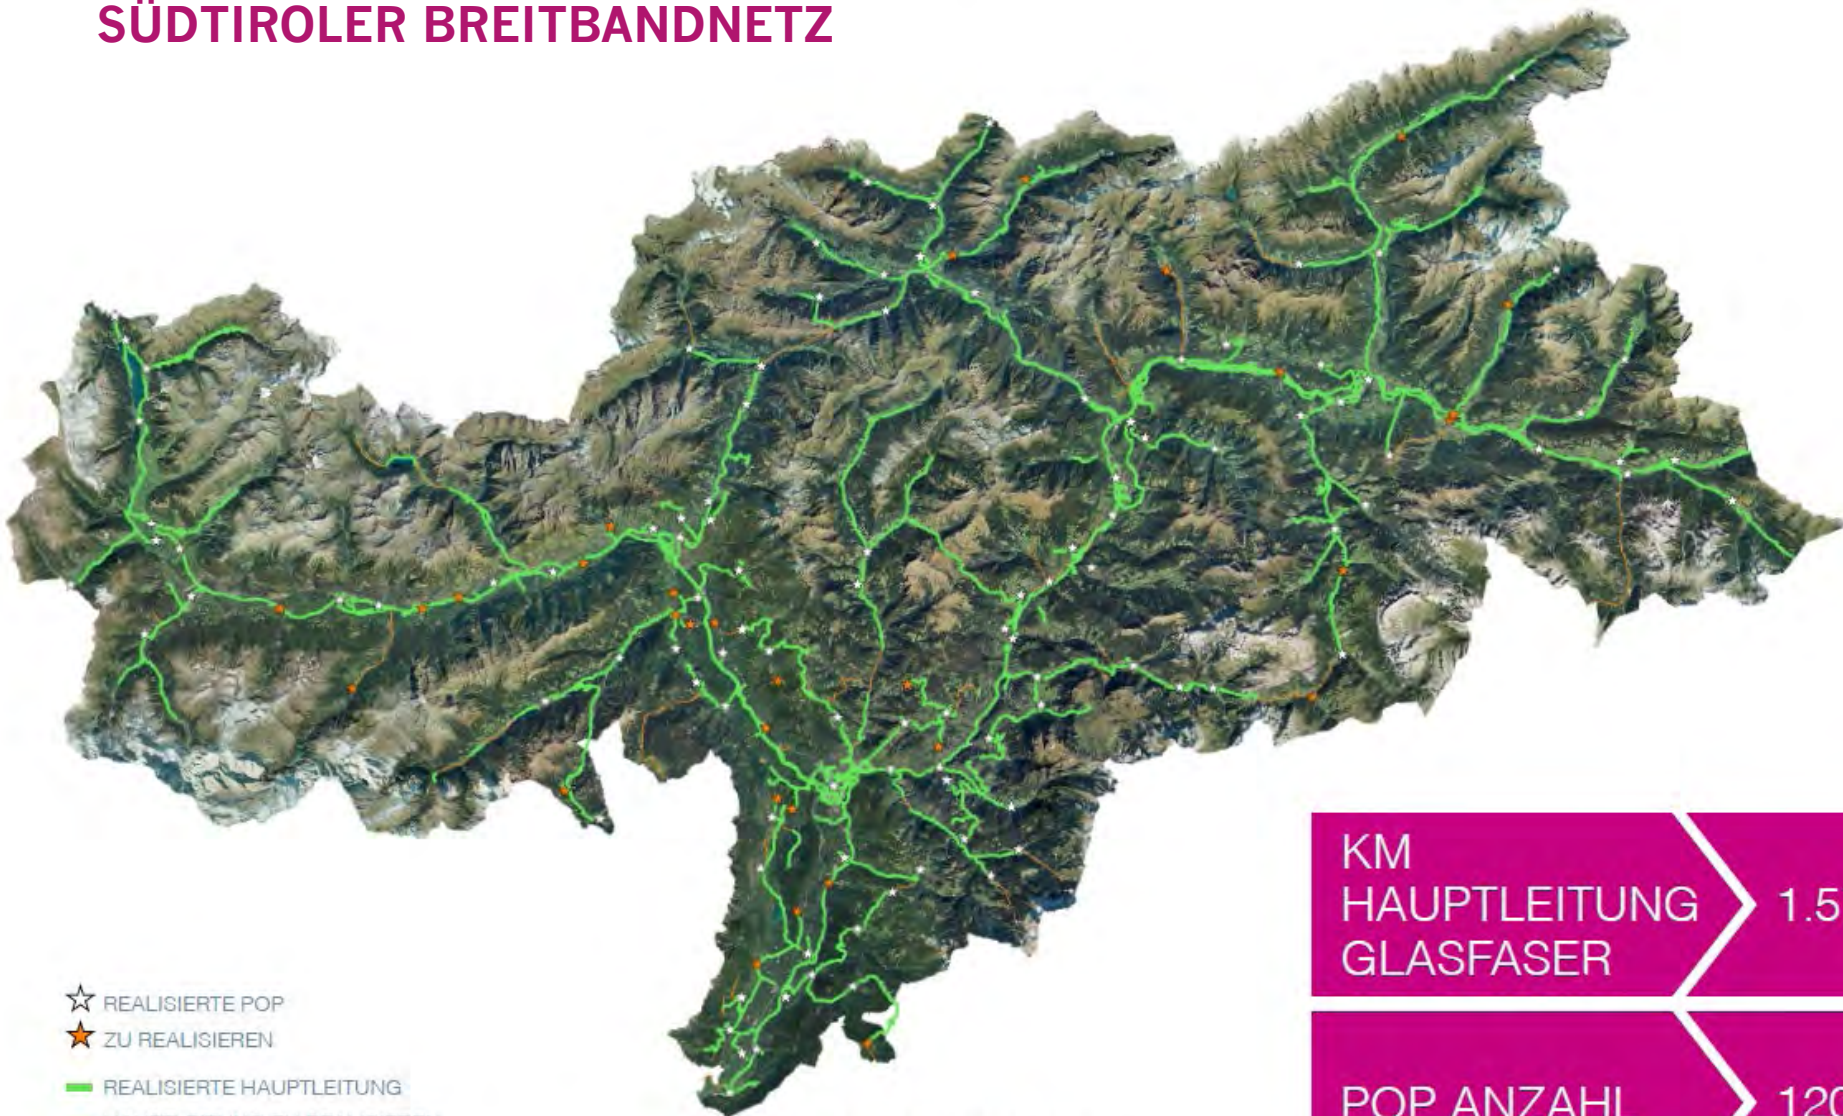 SÜDTIROLER BREITBANDNETZ
REALISIERTE POP
ZU REALISIEREN
REALISIERTE HAUPTLEITUNG
KM
HAUPTLEITUNG
GLASFASER
1.5
POP ANZAHL
120